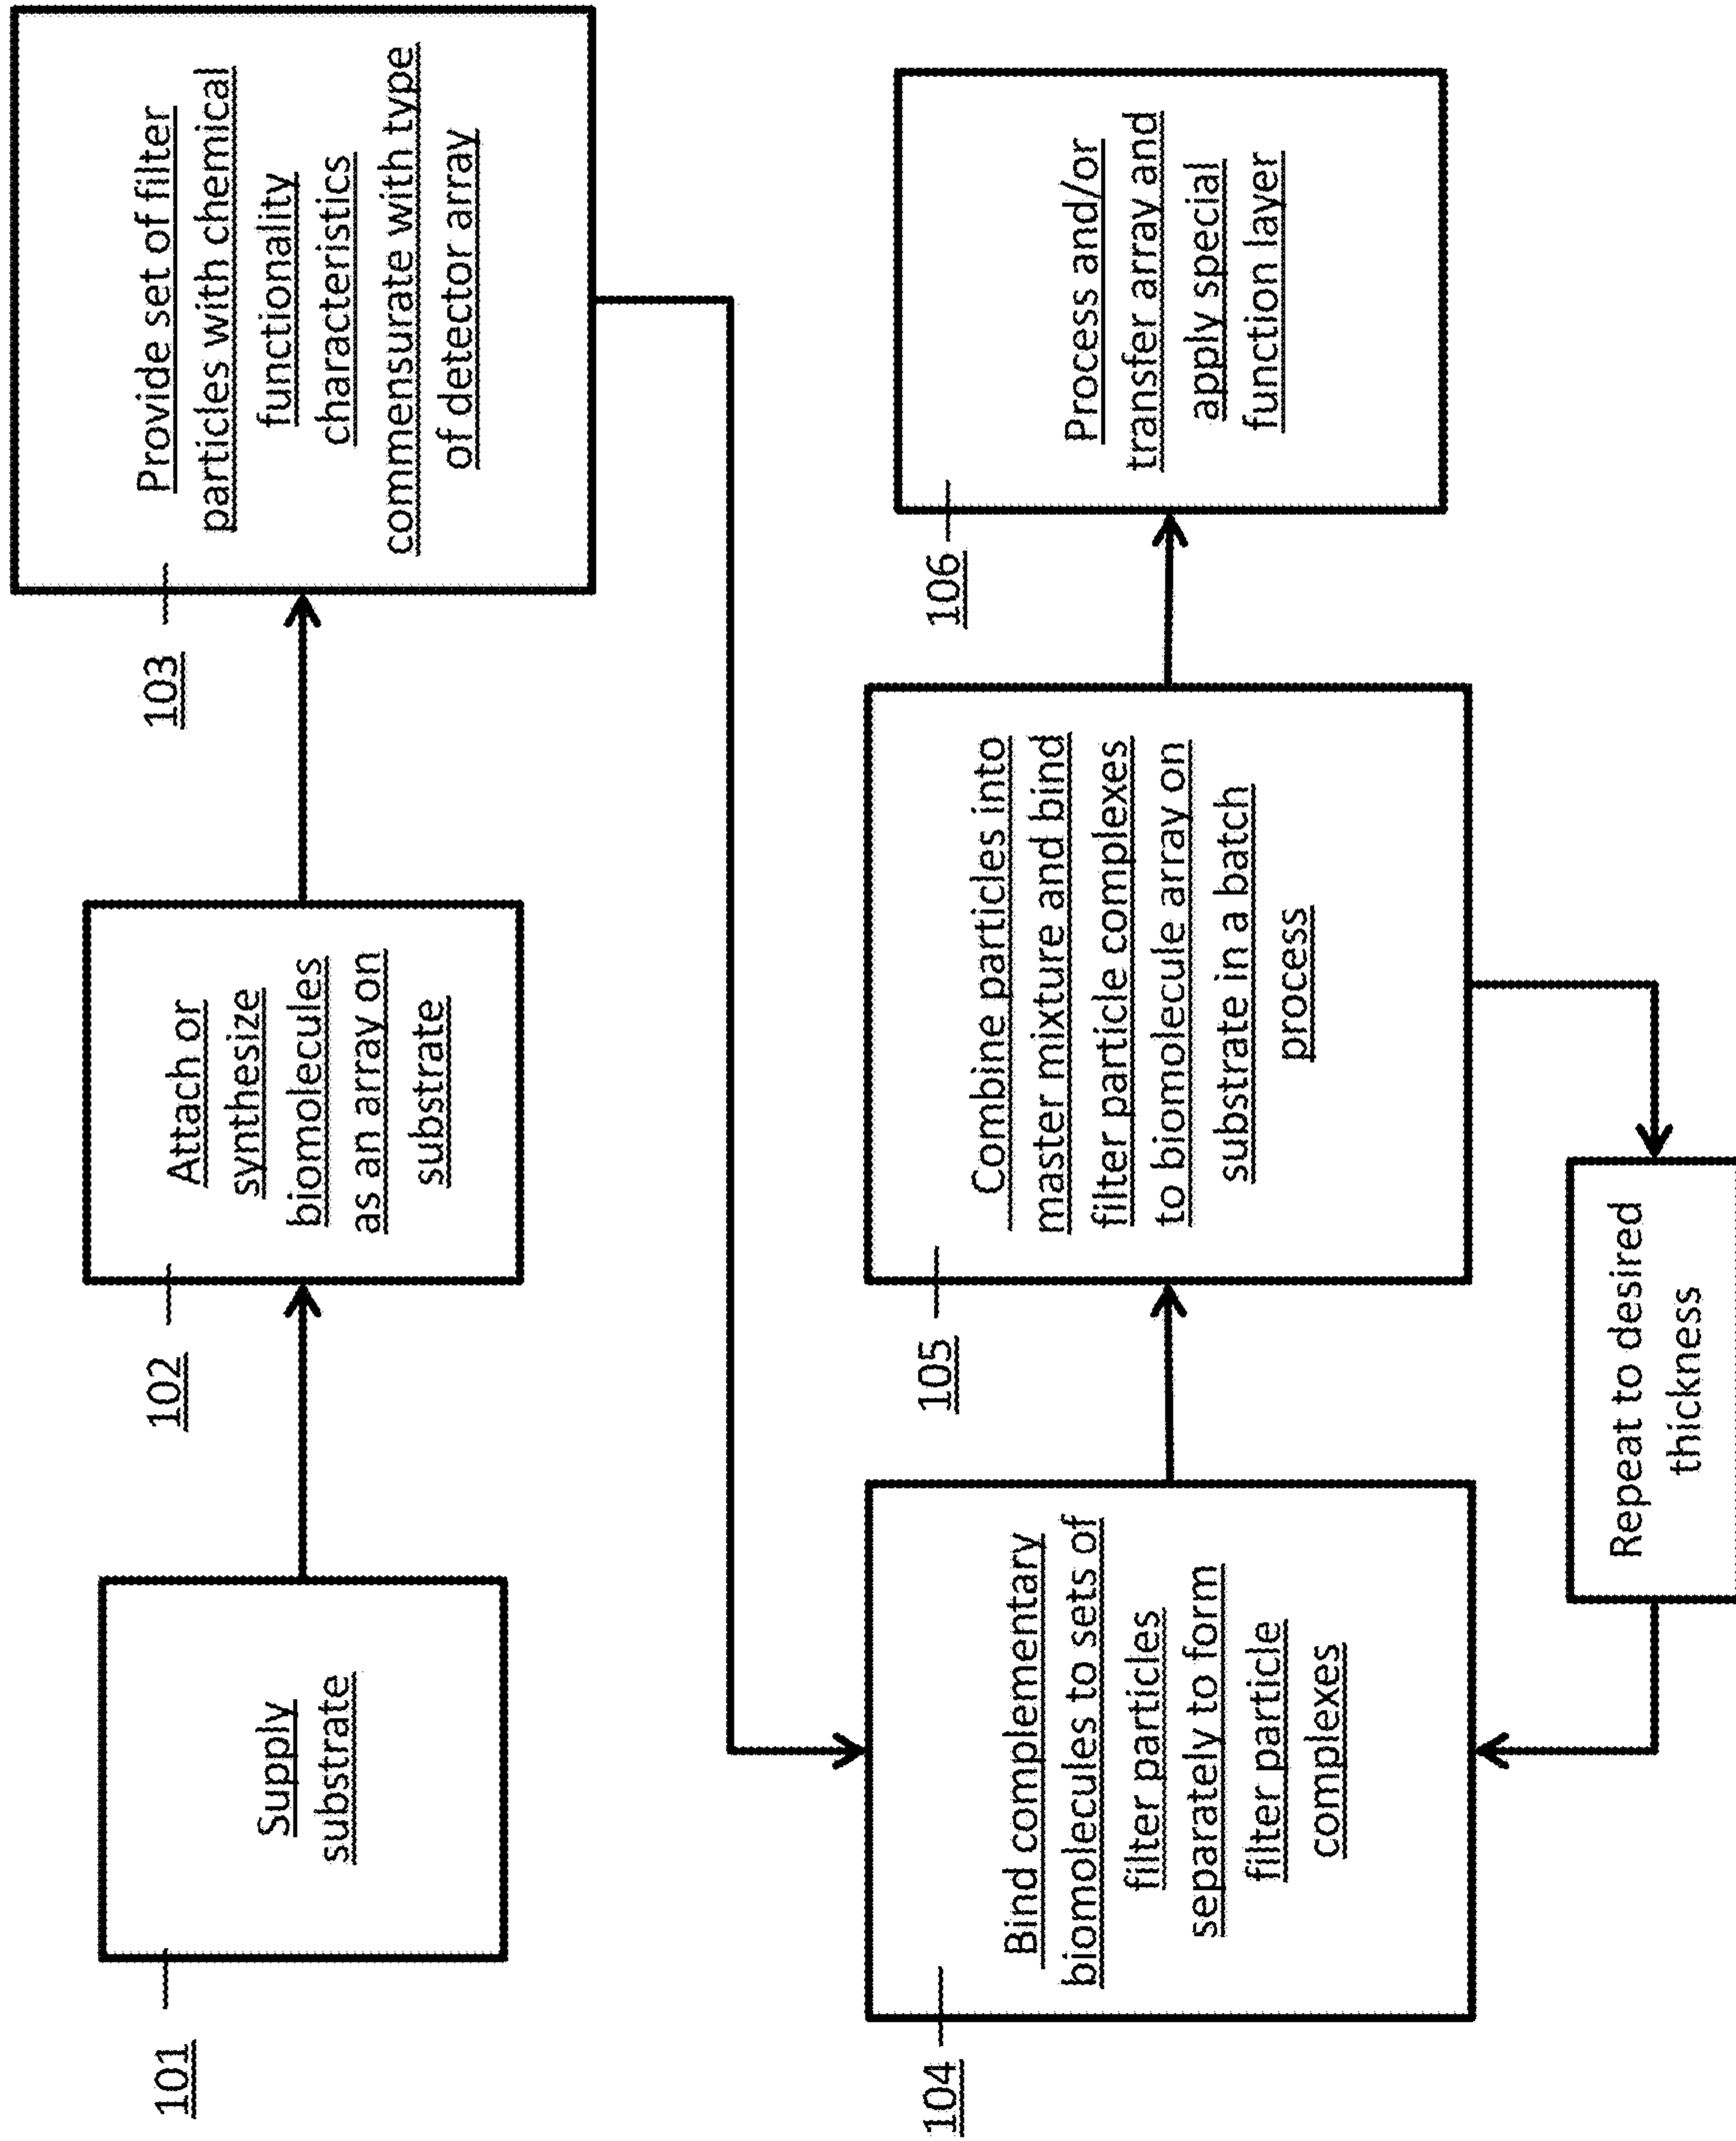 101
Supply
substrate
102
Attach or
synthesize
biomolecules
as an array on
substrate
103
Provide set of filter
particles with chemical
functionality
characteristics
commensurate with type
of detector array
104
Bind complementary
biomolecules to sets of
filter particles
separately to form
filter particle
complexes
105
Combine particles into
master mixture and bind
filter particle complexes
to biomolecule array on
substrate in a batch
process
106
Process and/or
transfer array and
apply special
function layer
Repeat to desired
thickness